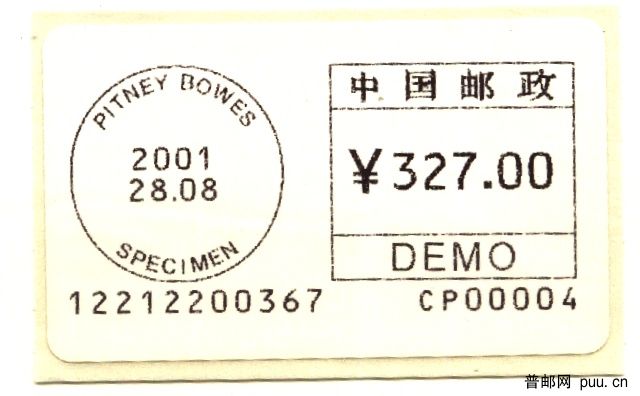 PITNEY BOWES
2001
28.08
SPECIMEN
中国邮政
¥327.00
DEMO
12212200367
CP00004
普邮网 puu.cn